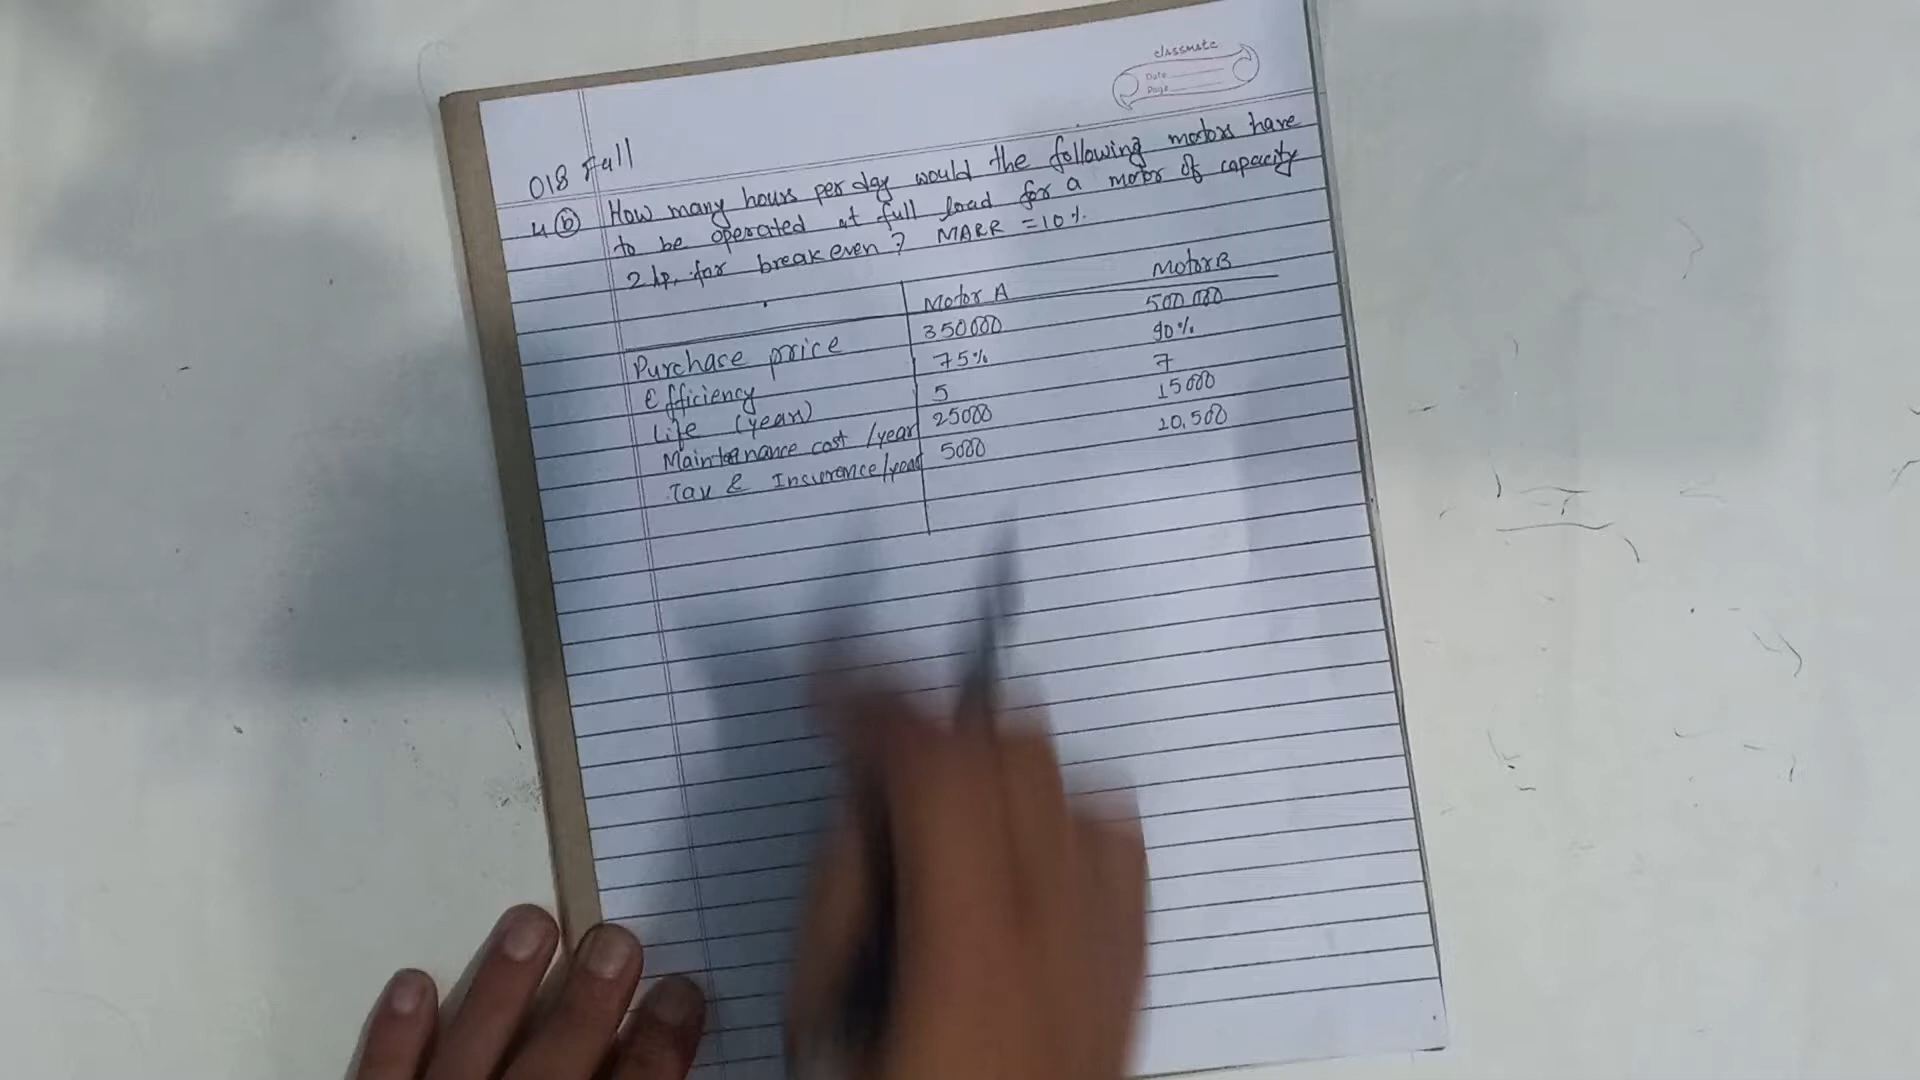 classmate
Date
Page
018 Fall
4 (b) How many hours per day would the following motors have
to be operated at full load for a motor of capacity
2 hp. for breakeven? MARR = 10%.
Motor A Motor B
Purchase price 350000 500000
Efficiency 75% 90%
Life (year) 5 7
Maintenance cost /year 25000 15000
Tax & Insurance/year 5000 10,500